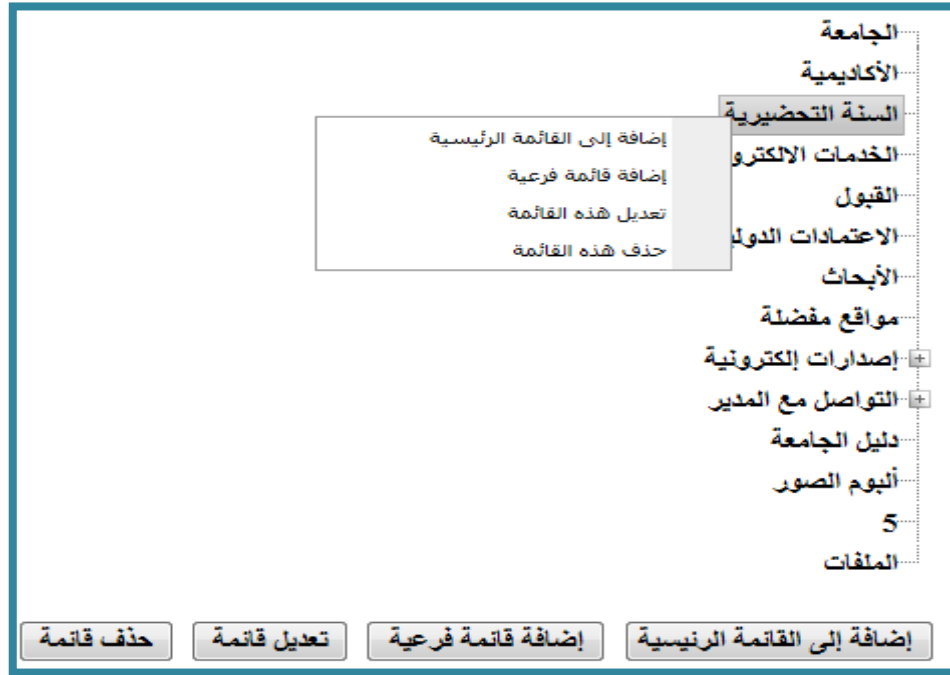 الجامعة
الأكاديمية
السنة التحضيرية
إضافة إلى القائمة الرئيسية
إضافة قائمة فرعية
تعديل هذه القائمة
حذف هذه القائمة
الخدمات الالكترو
القبول
الاعتمادات الدولي
الأبحاث
مواقع مفضلة
إصدارات إلكترونية
التواصل مع المدير
دليل الجامعة
ألبوم الصور
5
الملفات
إضافة إلى القائمة الرئيسية إضافة قائمة فرعية تعديل قائمة حذف قائمة